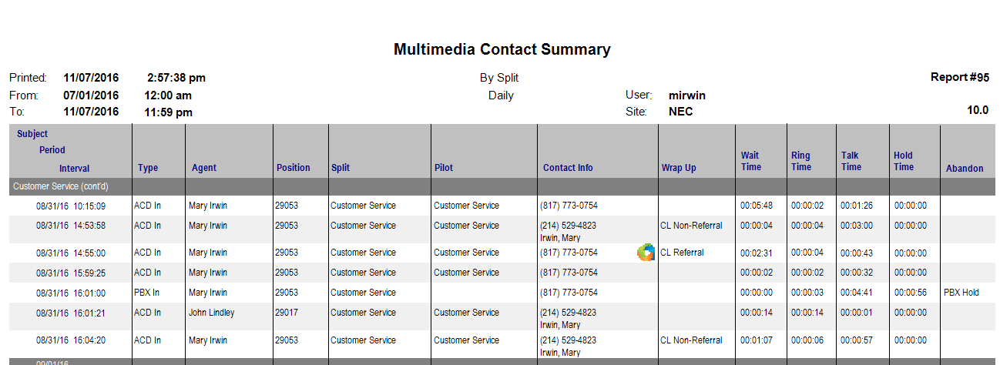 Multimedia Contact Summary
Printed: 11/07/2016 2:57:38 pm By Split Report #95
From: 07/01/2016 12:00 am Daily User: mirwin
To: 11/07/2016 11:59 pm Site: NEC 10.0
Subject
Period
Interval Type Agent Position Split Pilot Contact Info Wrap Up Wait Time Ring Time Talk Time Hold Time Abandon
Customer Service (cont'd)
08/31/16 10:15:09 ACD In Mary Irwin 29053 Customer Service Customer Service (817) 773-0754 00:05:48 00:00:02 00:01:26 00:00:00
08/31/16 14:53:58 ACD In Mary Irwin 29053 Customer Service Customer Service (214) 529-4823 CL Non-Referral 00:00:04 00:00:04 00:03:00 00:00:00
Irwin, Mary
08/31/16 14:55:00 ACD In Mary Irwin 29053 Customer Service Customer Service (817) 773-0754 CL Referral 00:02:31 00:00:04 00:00:43 00:00:00
08/31/16 15:59:25 ACD In Mary Irwin 29053 Customer Service Customer Service (817) 773-0754 00:00:02 00:00:02 00:00:32 00:00:00
08/31/16 16:01:00 PBX In Mary Irwin 29053 Customer Service (817) 773-0754 00:00:00 00:00:03 00:04:41 00:00:56 PBX Hold
08/31/16 16:01:21 ACD In John Lindley 29017 Customer Service Customer Service (214) 529-4823 00:00:14 00:00:14 00:00:01 00:00:00
Irwin, Mary
08/31/16 16:04:20 ACD In Mary Irwin 29053 Customer Service Customer Service (214) 529-4823 CL Non-Referral 00:01:07 00:00:06 00:00:57 00:00:00
Irwin, Mary
09/01/16